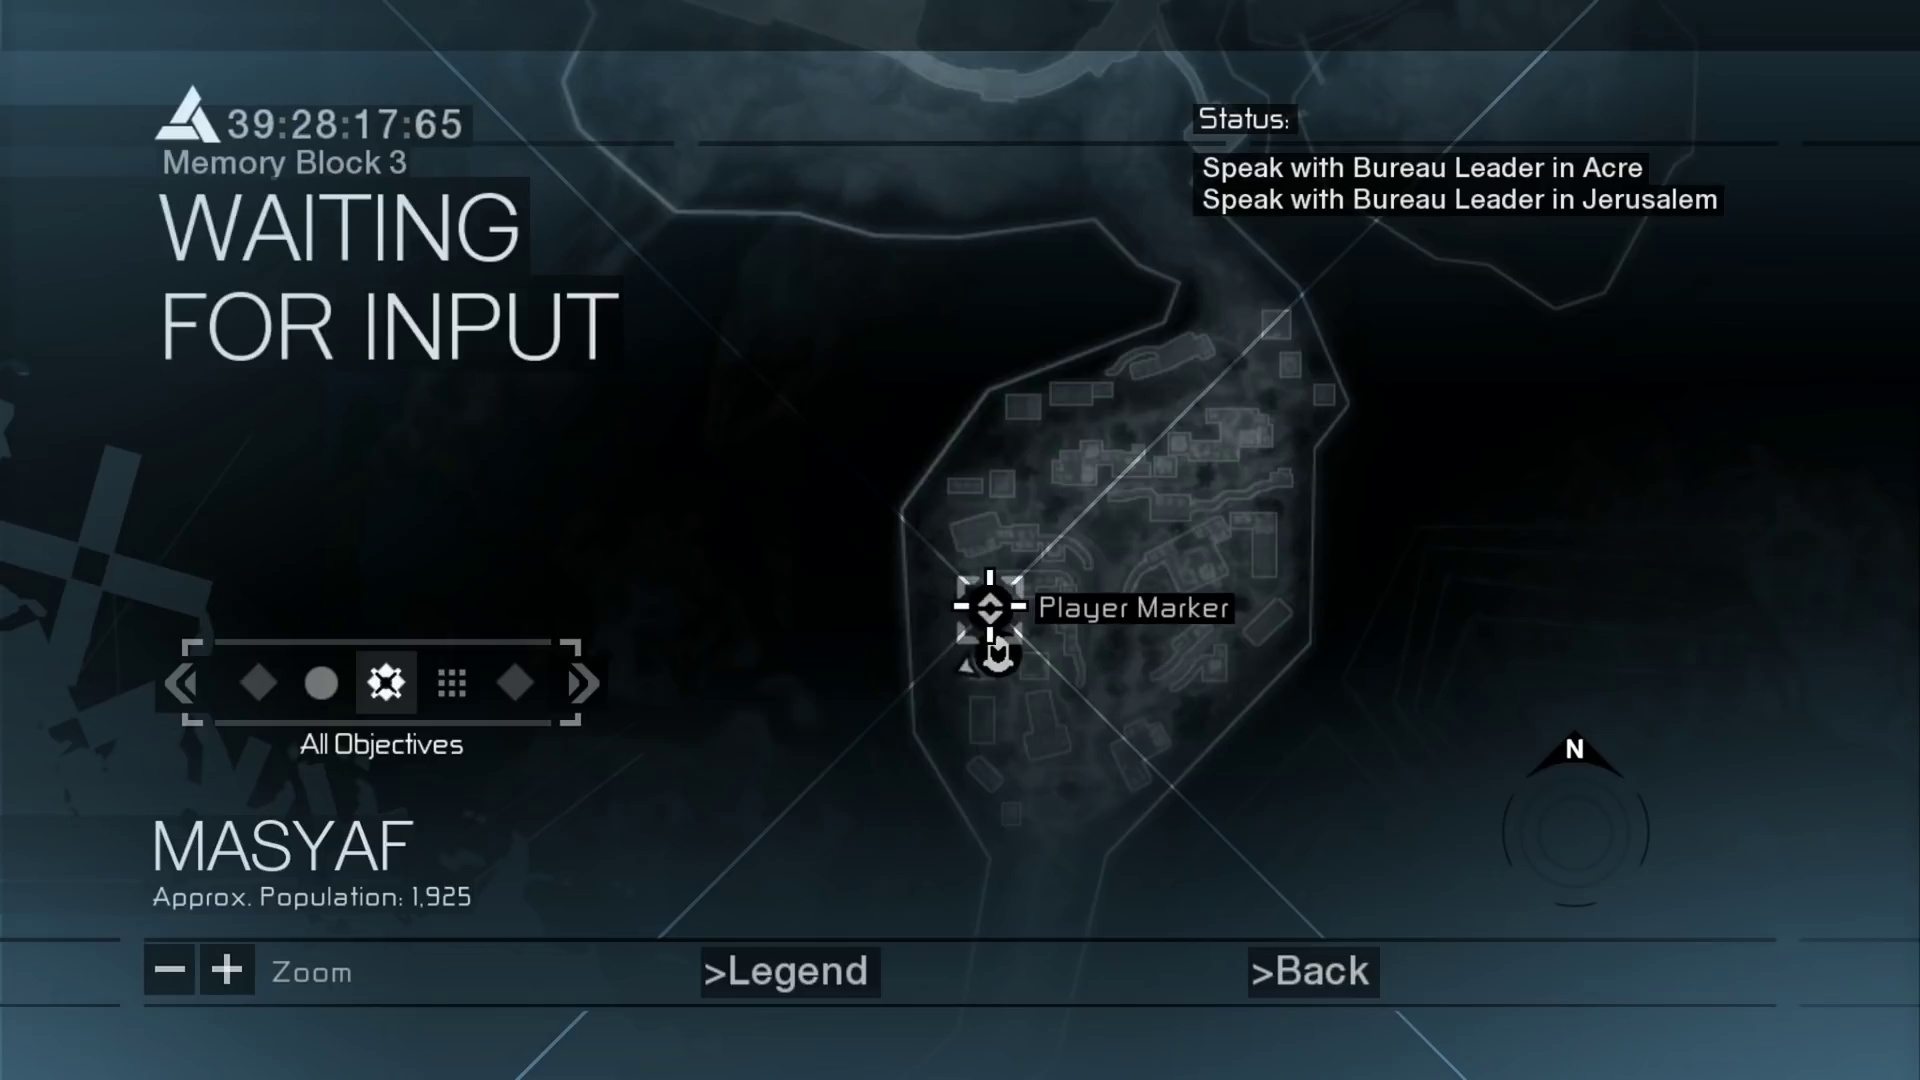 39:28:17:65
Memory Block 3
WAITING
FOR INPUT
Status:
Speak with Bureau Leader in Acre
Speak with Bureau Leader in Jerusalem
Player Marker
All Objectives
MASYAF
Approx. Population: 1,925
N
Zoom
>Legend
>Back